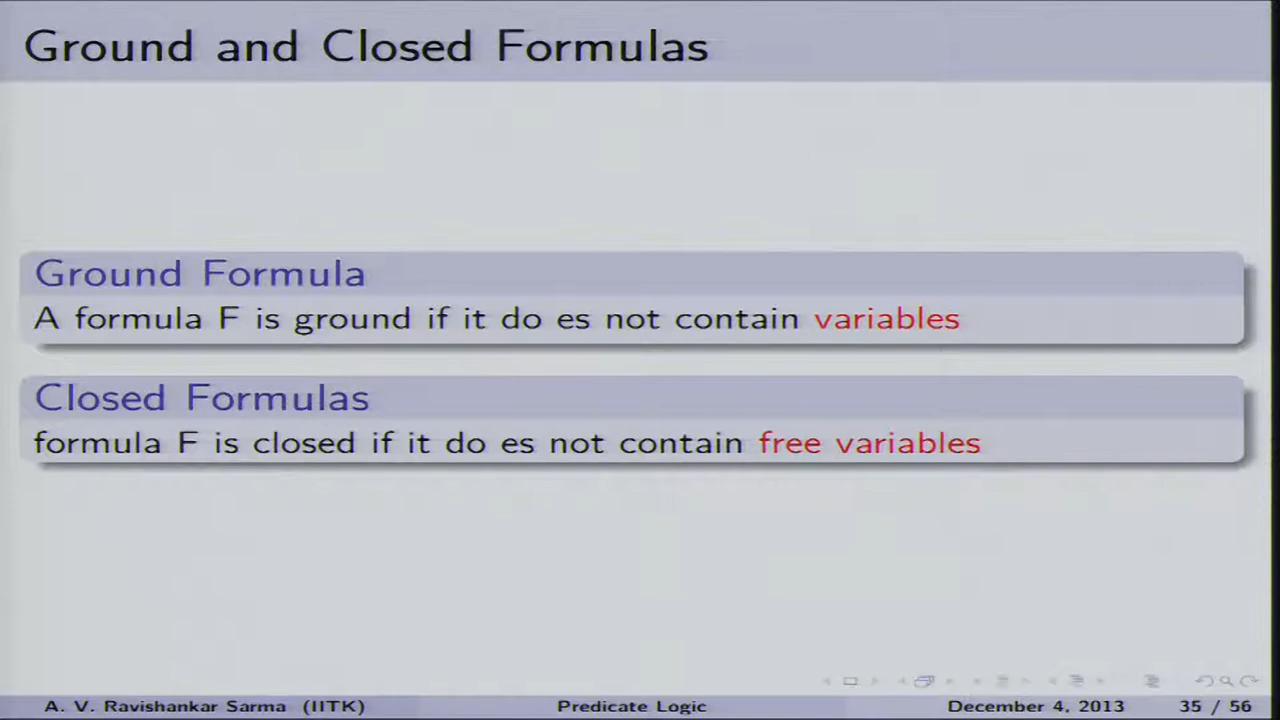 Ground and Closed Formulas
Ground Formula
A formula F is ground if it do es not contain variables
Closed Formulas
formula F is closed if it do es not contain free variables
A. V. Ravishankar Sarma (IITK) Predicate Logic December 4, 2013 35 / 56